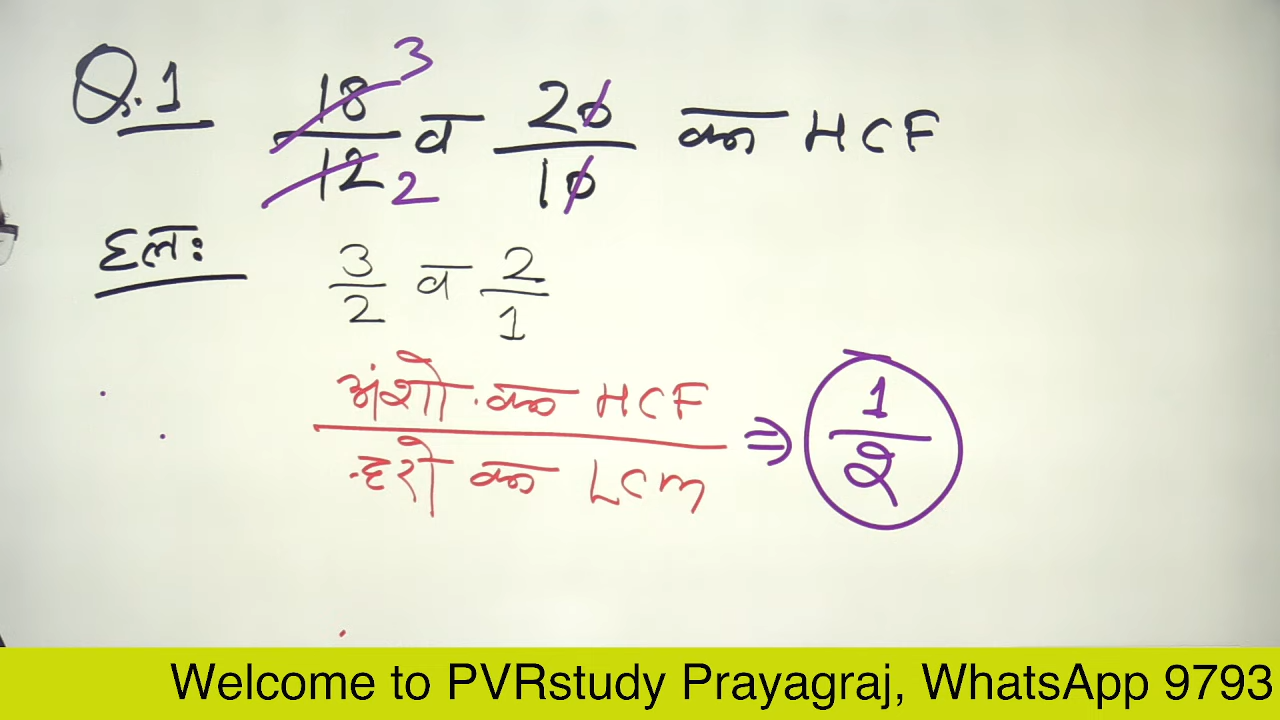 Q.1 18/12 3 2 व 20/10 का HCF
हलः 3/2 व 2/1
अंशो का HCF
हरो का LCM
⇒ 1/2
Welcome to PVRstudy Prayagraj, WhatsApp 9793